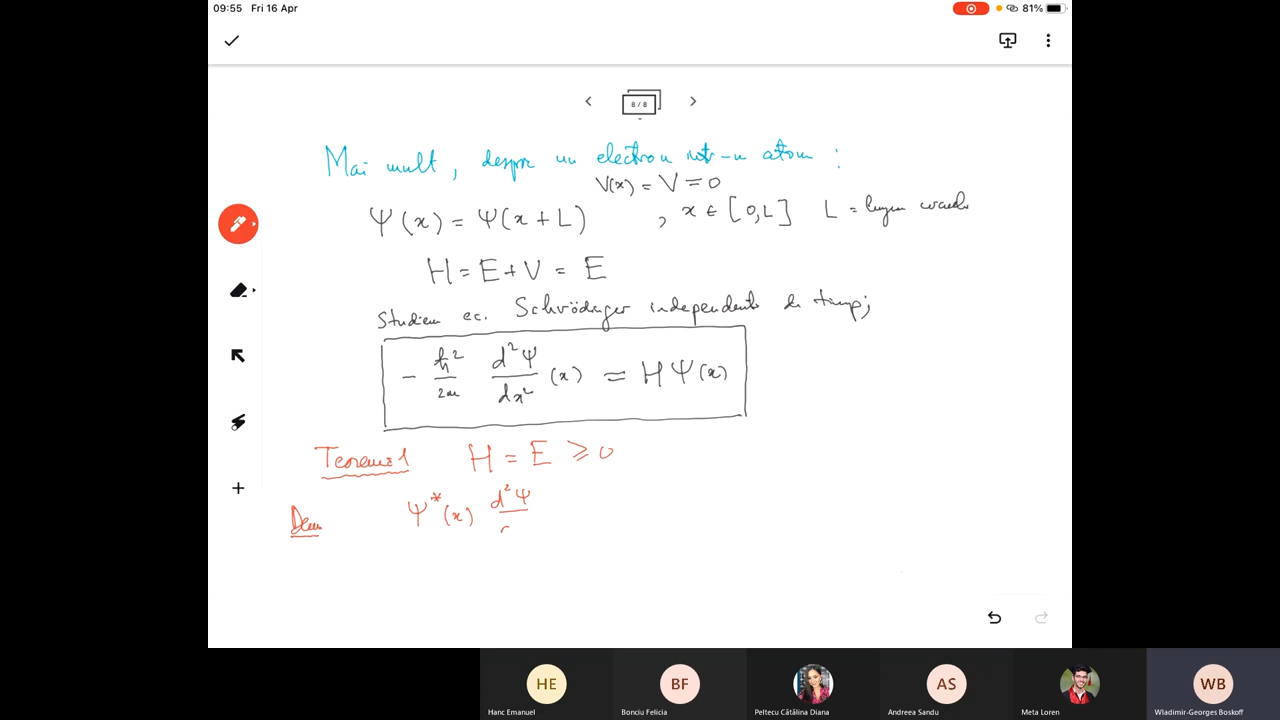 09:55 Fri 16 Apr
81%
8 / 8
Mai mult, despre un electron într-un atom :
V(x) = V = 0
Ψ(x) = Ψ(x + L) , x ∈ [0, L] L =
H = E + V = E
Studiem ec. Schrödinger independente de timp;
- ħ²/2m d²Ψ/dx² (x) = H Ψ(x)
Teorema 1 H = E ⩾ 0
Dem Ψ*(x) d²Ψ
HE
BF
AS
WB
Hanc Emanuel
Bonciu Felicia
Peltecu Cătălina Diana
Andreea Sandu
Meta Loren
Wladimir-Georges Boskoff